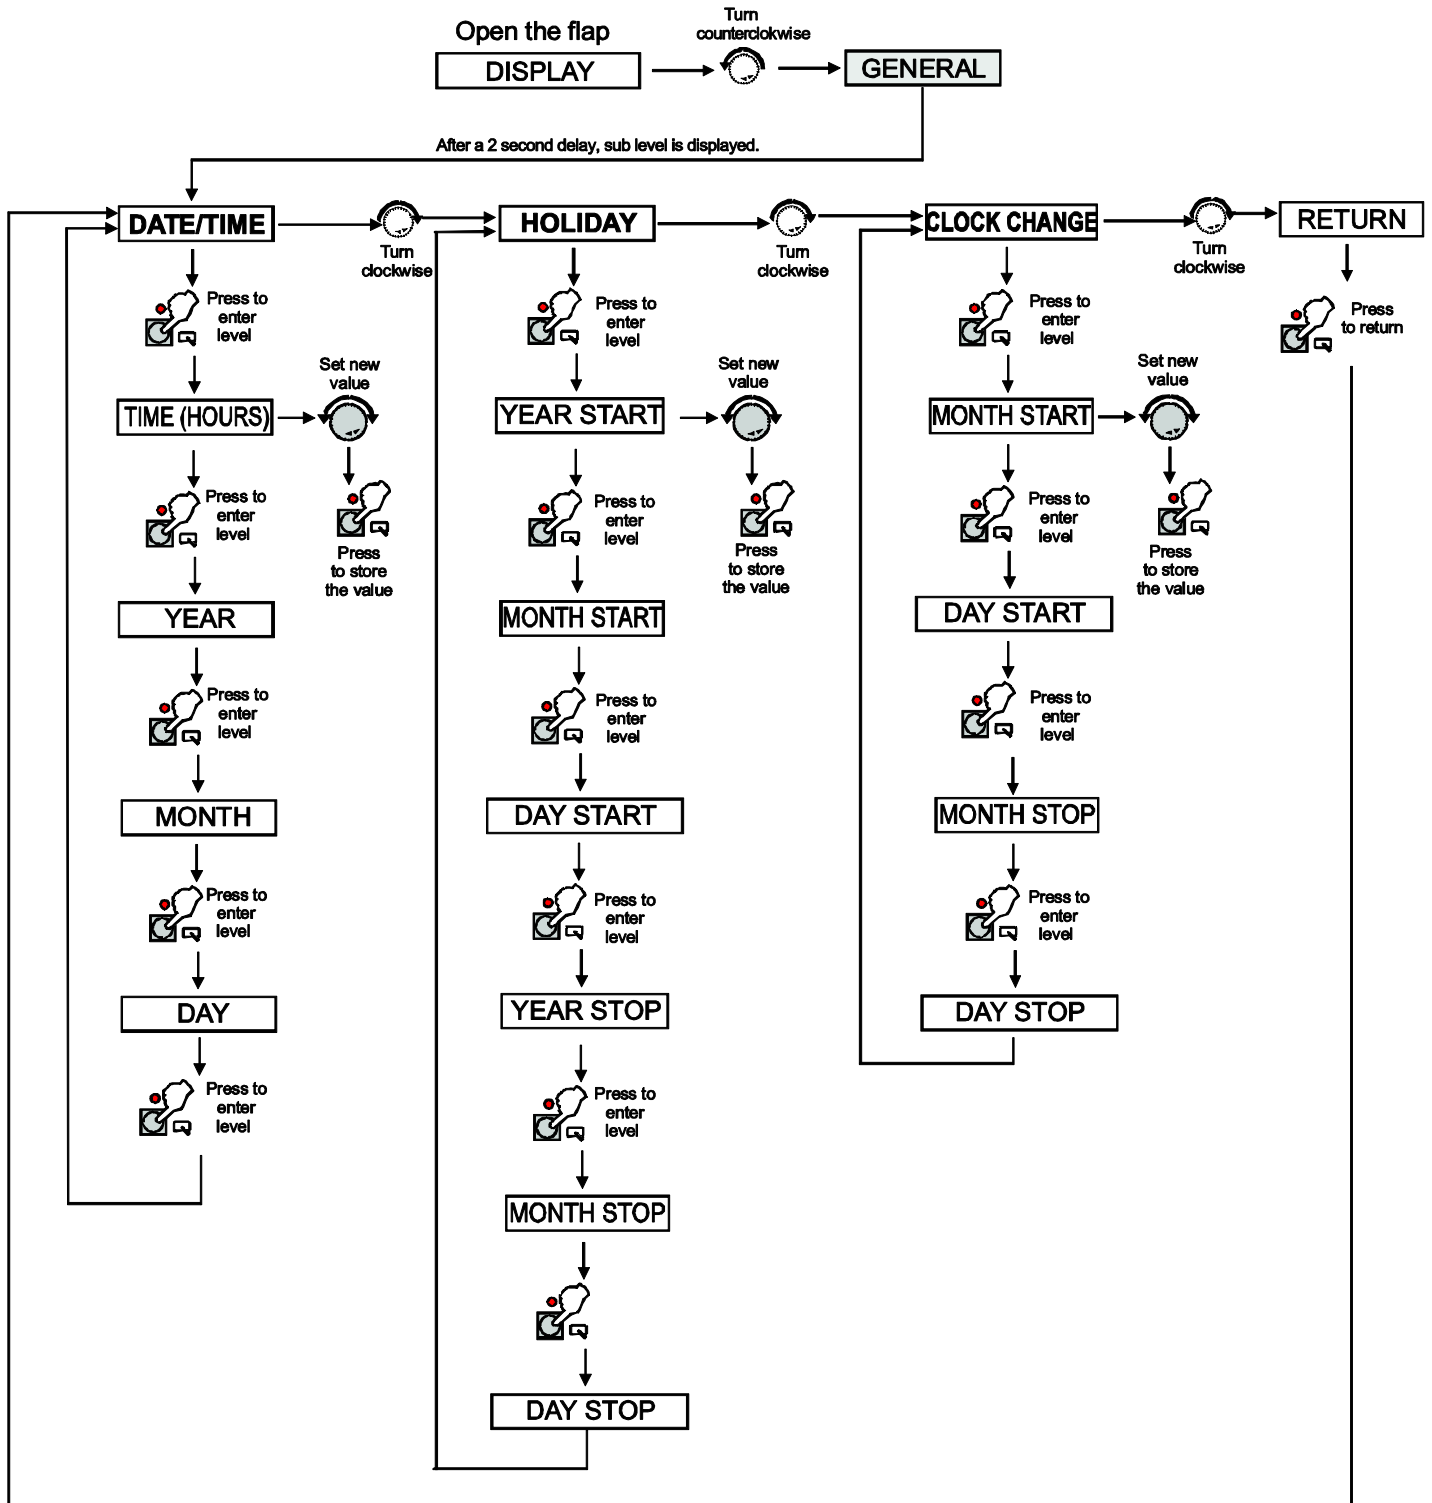 Open the flap
Turn
counterclokwise
DISPLAY
GENERAL
After a 2 second delay, sub level is displayed.
DATE/TIME
Turn
clockwise
HOLIDAY
Turn
clockwise
CLOCK CHANGE
Turn
clockwise
RETURN
Press to
enter
level
Set new
value
TIME (HOURS)
Press to
enter
level
Press
to store
the value
YEAR
Press to
enter
level
MONTH
Press to
enter
level
DAY
Press to
enter
level
Press to
enter
level
Set new
value
YEAR START
Press to
enter
level
Press
to store
the value
MONTH START
Press to
enter
level
DAY START
Press to
enter
level
YEAR STOP
Press to
enter
level
MONTH STOP
DAY STOP
Press to
enter
level
Set new
value
MONTH START
Press to
enter
level
Press
to store
the value
DAY START
Press to
enter
level
MONTH STOP
Press to
enter
level
DAY STOP
Press
to return